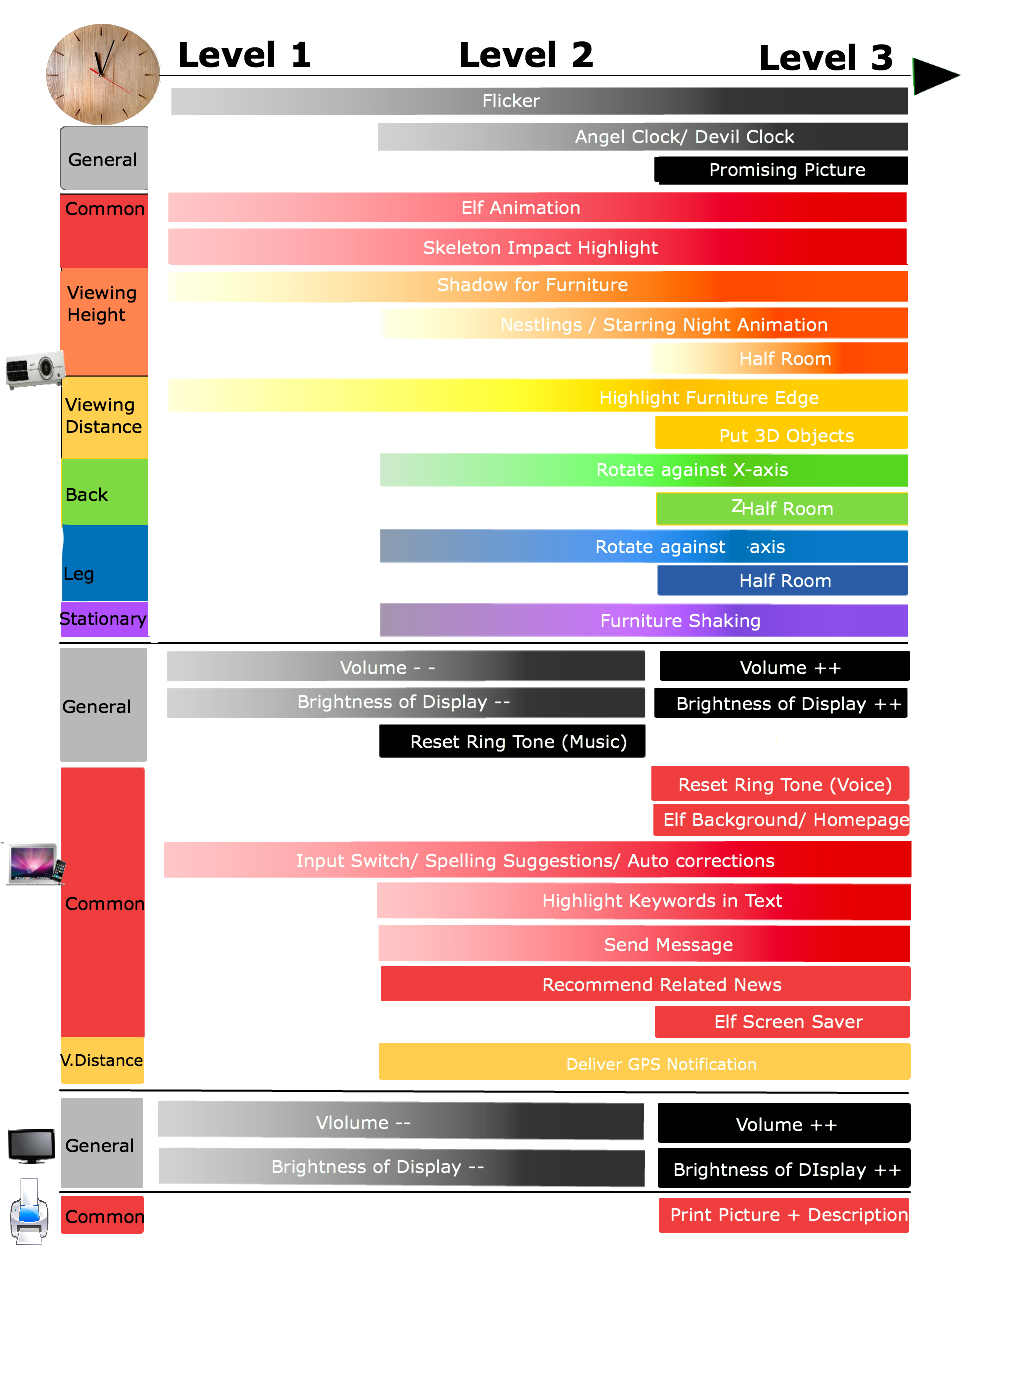 Level 1
Level 2
Level 3
Flicker
Angel Clock/ Devil Clock
General
Promising Picture
Common
Elf Animation
Skeleton Impact Highlight
Viewing
Height
Shadow for Furniture
Nestlings / Starring Night Animation
Half Room
Viewing
Distance
Highlight Furniture Edge
Put 3D Objects
Back
Rotate against X-axis
ZHalf Room
Leg
Rotate against -axis
Half Room
Stationary
Furniture Shaking
General
Volume - -
Volume ++
Brightness of Display --
Brightness of Display ++
Reset Ring Tone (Music)
Common
Reset Ring Tone (Voice)
Elf Background/ Homepage
Input Switch/ Spelling Suggestions/ Auto corrections
Highlight Keywords in Text
Send Message
Recommend Related News
Elf Screen Saver
V.Distance
Deliver GPS Notification
General
Vlolume --
Volume ++
Brightness of Display --
Brightness of DIsplay ++
Common
Print Picture + Description